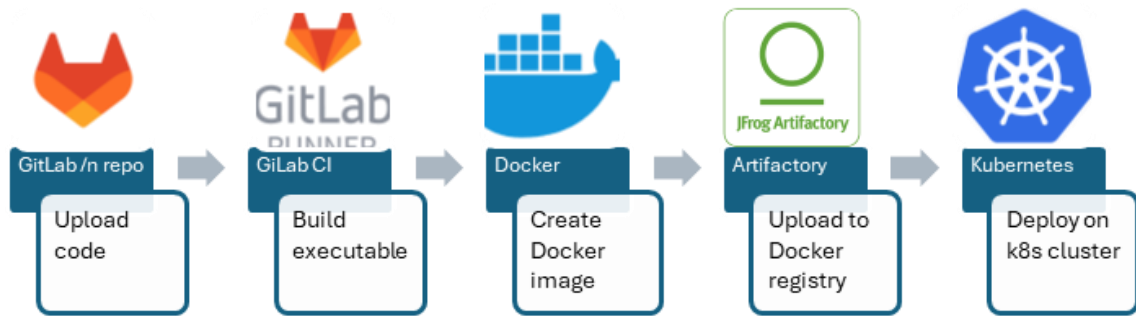 GitLab
RUNNER
JFrog Artifactory
GitLab /n repo
GiLab CI
Docker
Artifactory
Kubernetes
Upload
code
Build
executable
Create
Docker
image
Upload to
Docker
registry
Deploy on
k8s cluster